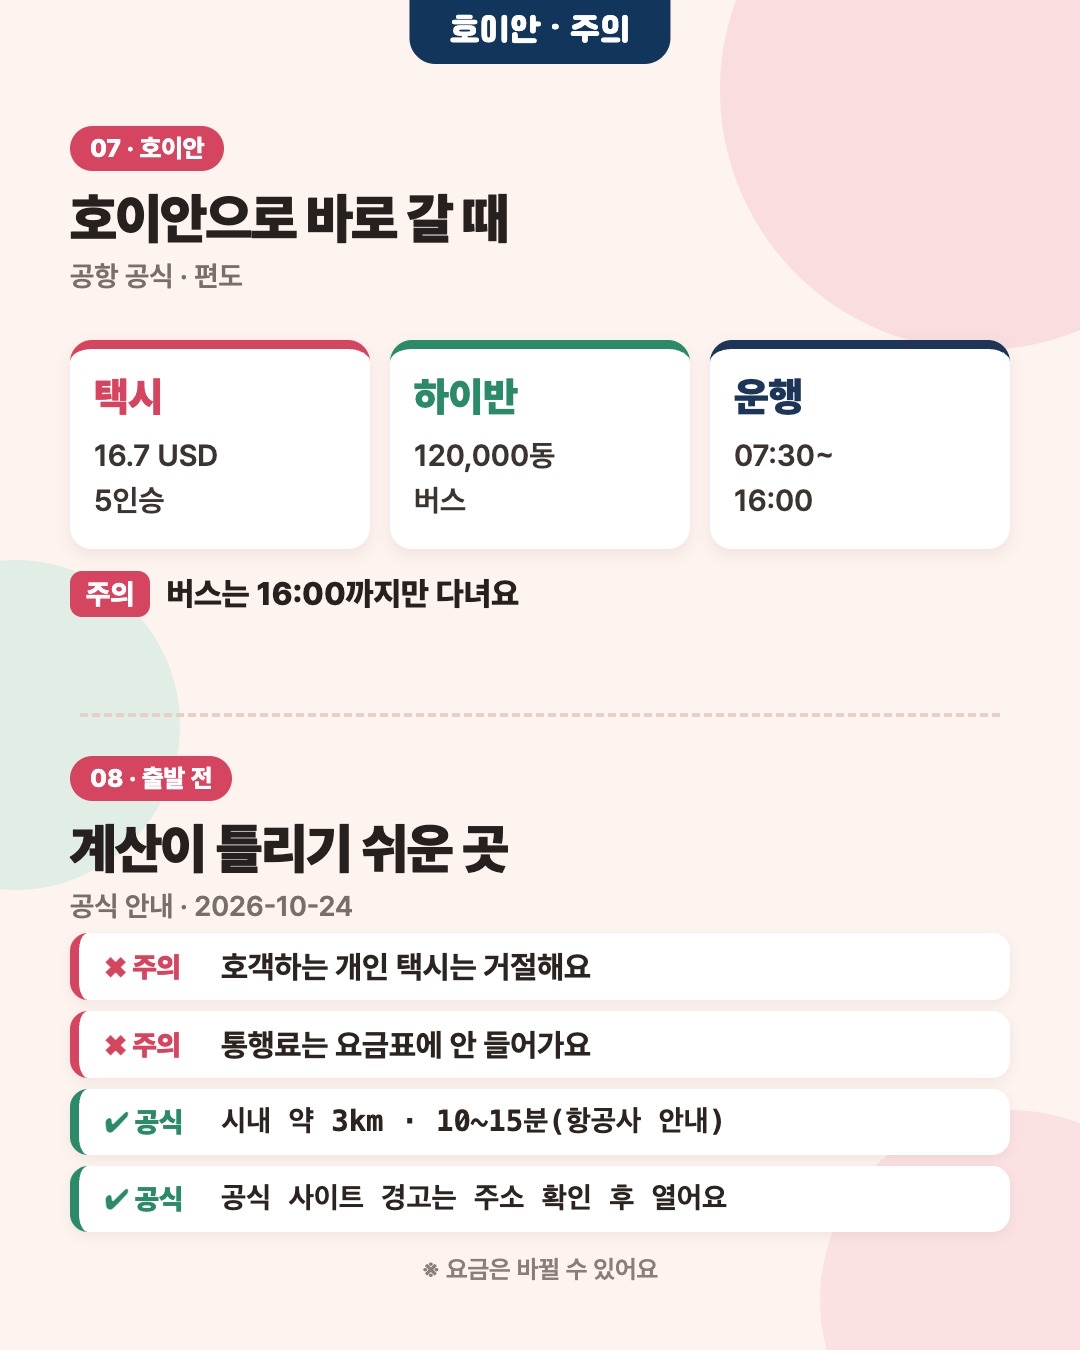 호이안 · 주의
07 · 호이안
호이안으로 바로 갈 때
공항 공식 · 편도
택시
16.7 USD
5인승
하이반
120,000동
버스
운행
07:30~
16:00
주의 버스는 16:00까지만 다녀요
08 · 출발 전
계산이 틀리기 쉬운 곳
공식 안내 · 2026-10-24
✖ 주의 호객하는 개인 택시는 거절해요
✖ 주의 통행료는 요금표에 안 들어가요
✔ 공식 시내 약 3km · 10~15분(항공사 안내)
✔ 공식 공식 사이트 경고는 주소 확인 후 열어요
※ 요금은 바뀔 수 있어요